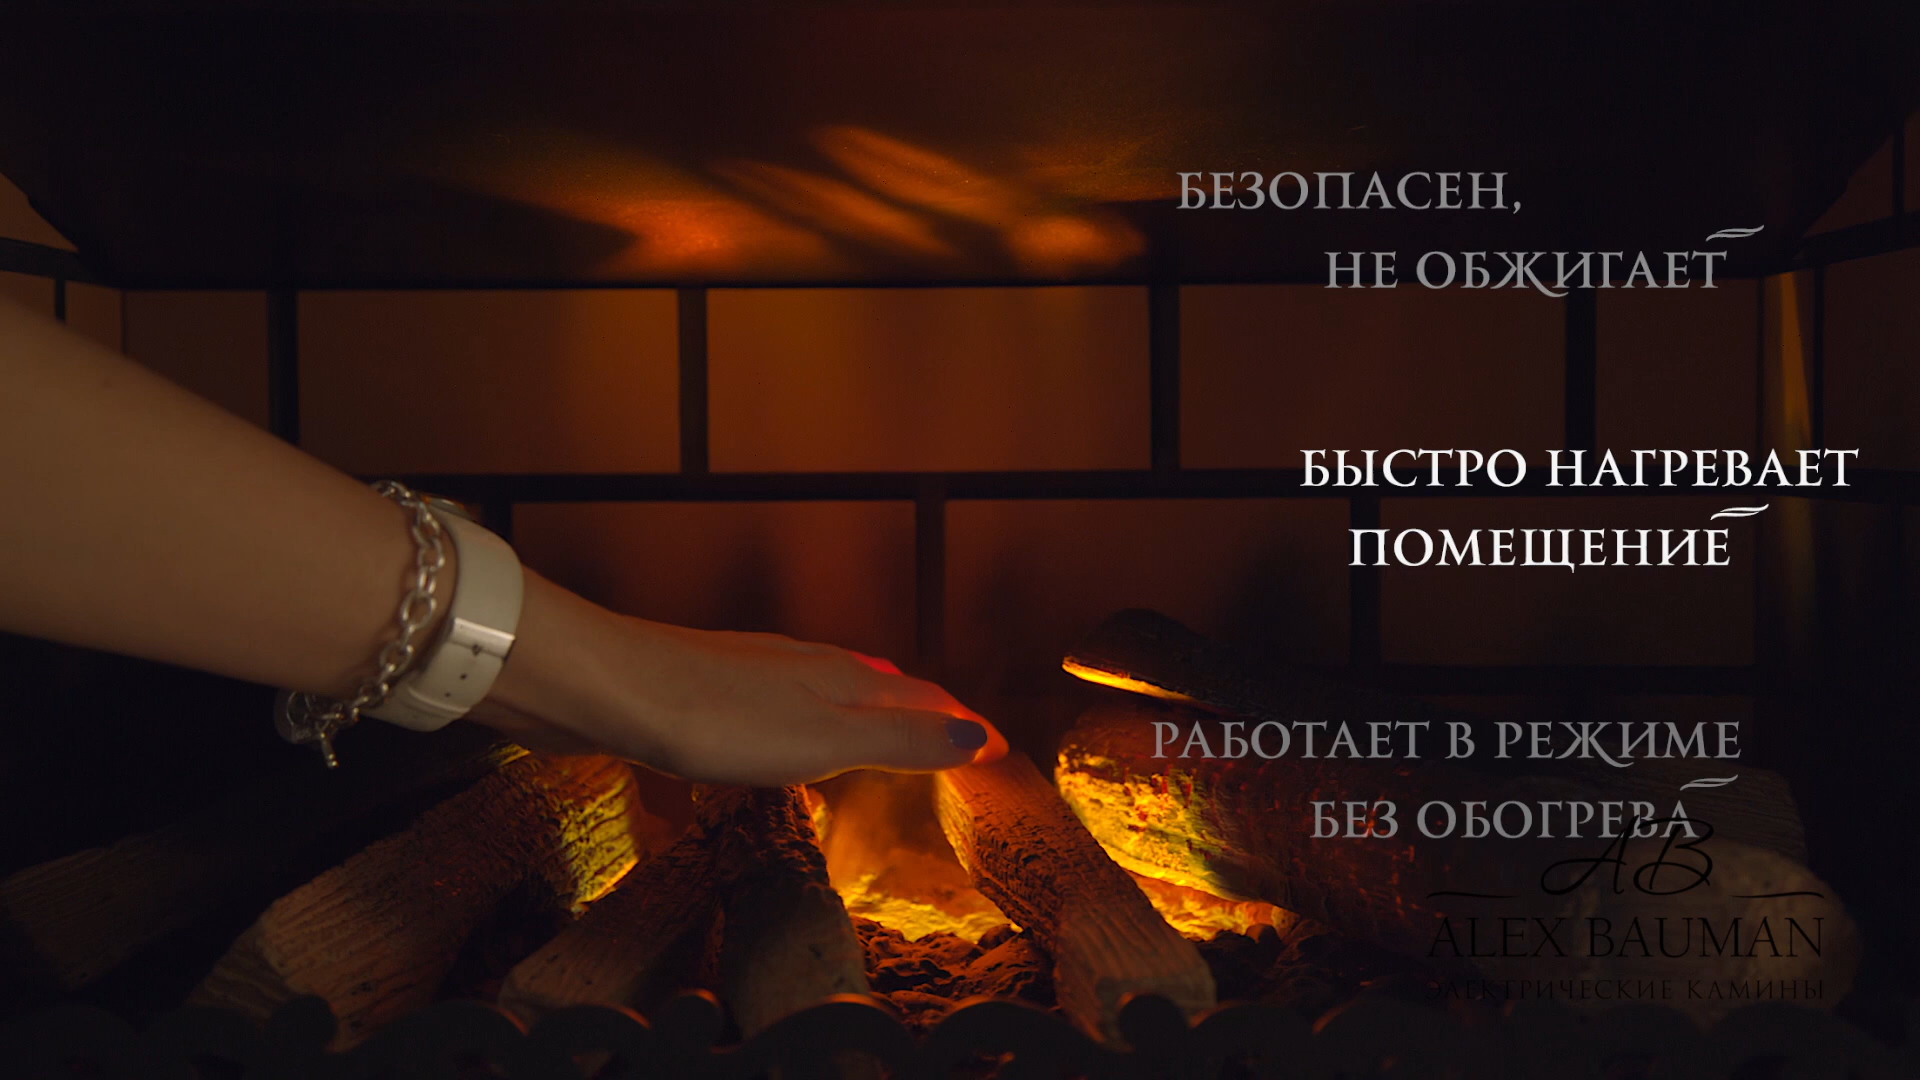 БЕЗОПАСЕН,
НЕ ОБЖИГАЕТ
БЫСТРО НАГРЕВАЕТ
ПОМЕЩЕНИЕ
РАБОТАЕТ В РЕЖИМЕ
БЕЗ ОБОГРЕВА
AB
ALEX BAUMAN
ЭЛЕКТРИЧЕСКИЕ КАМИНЫ